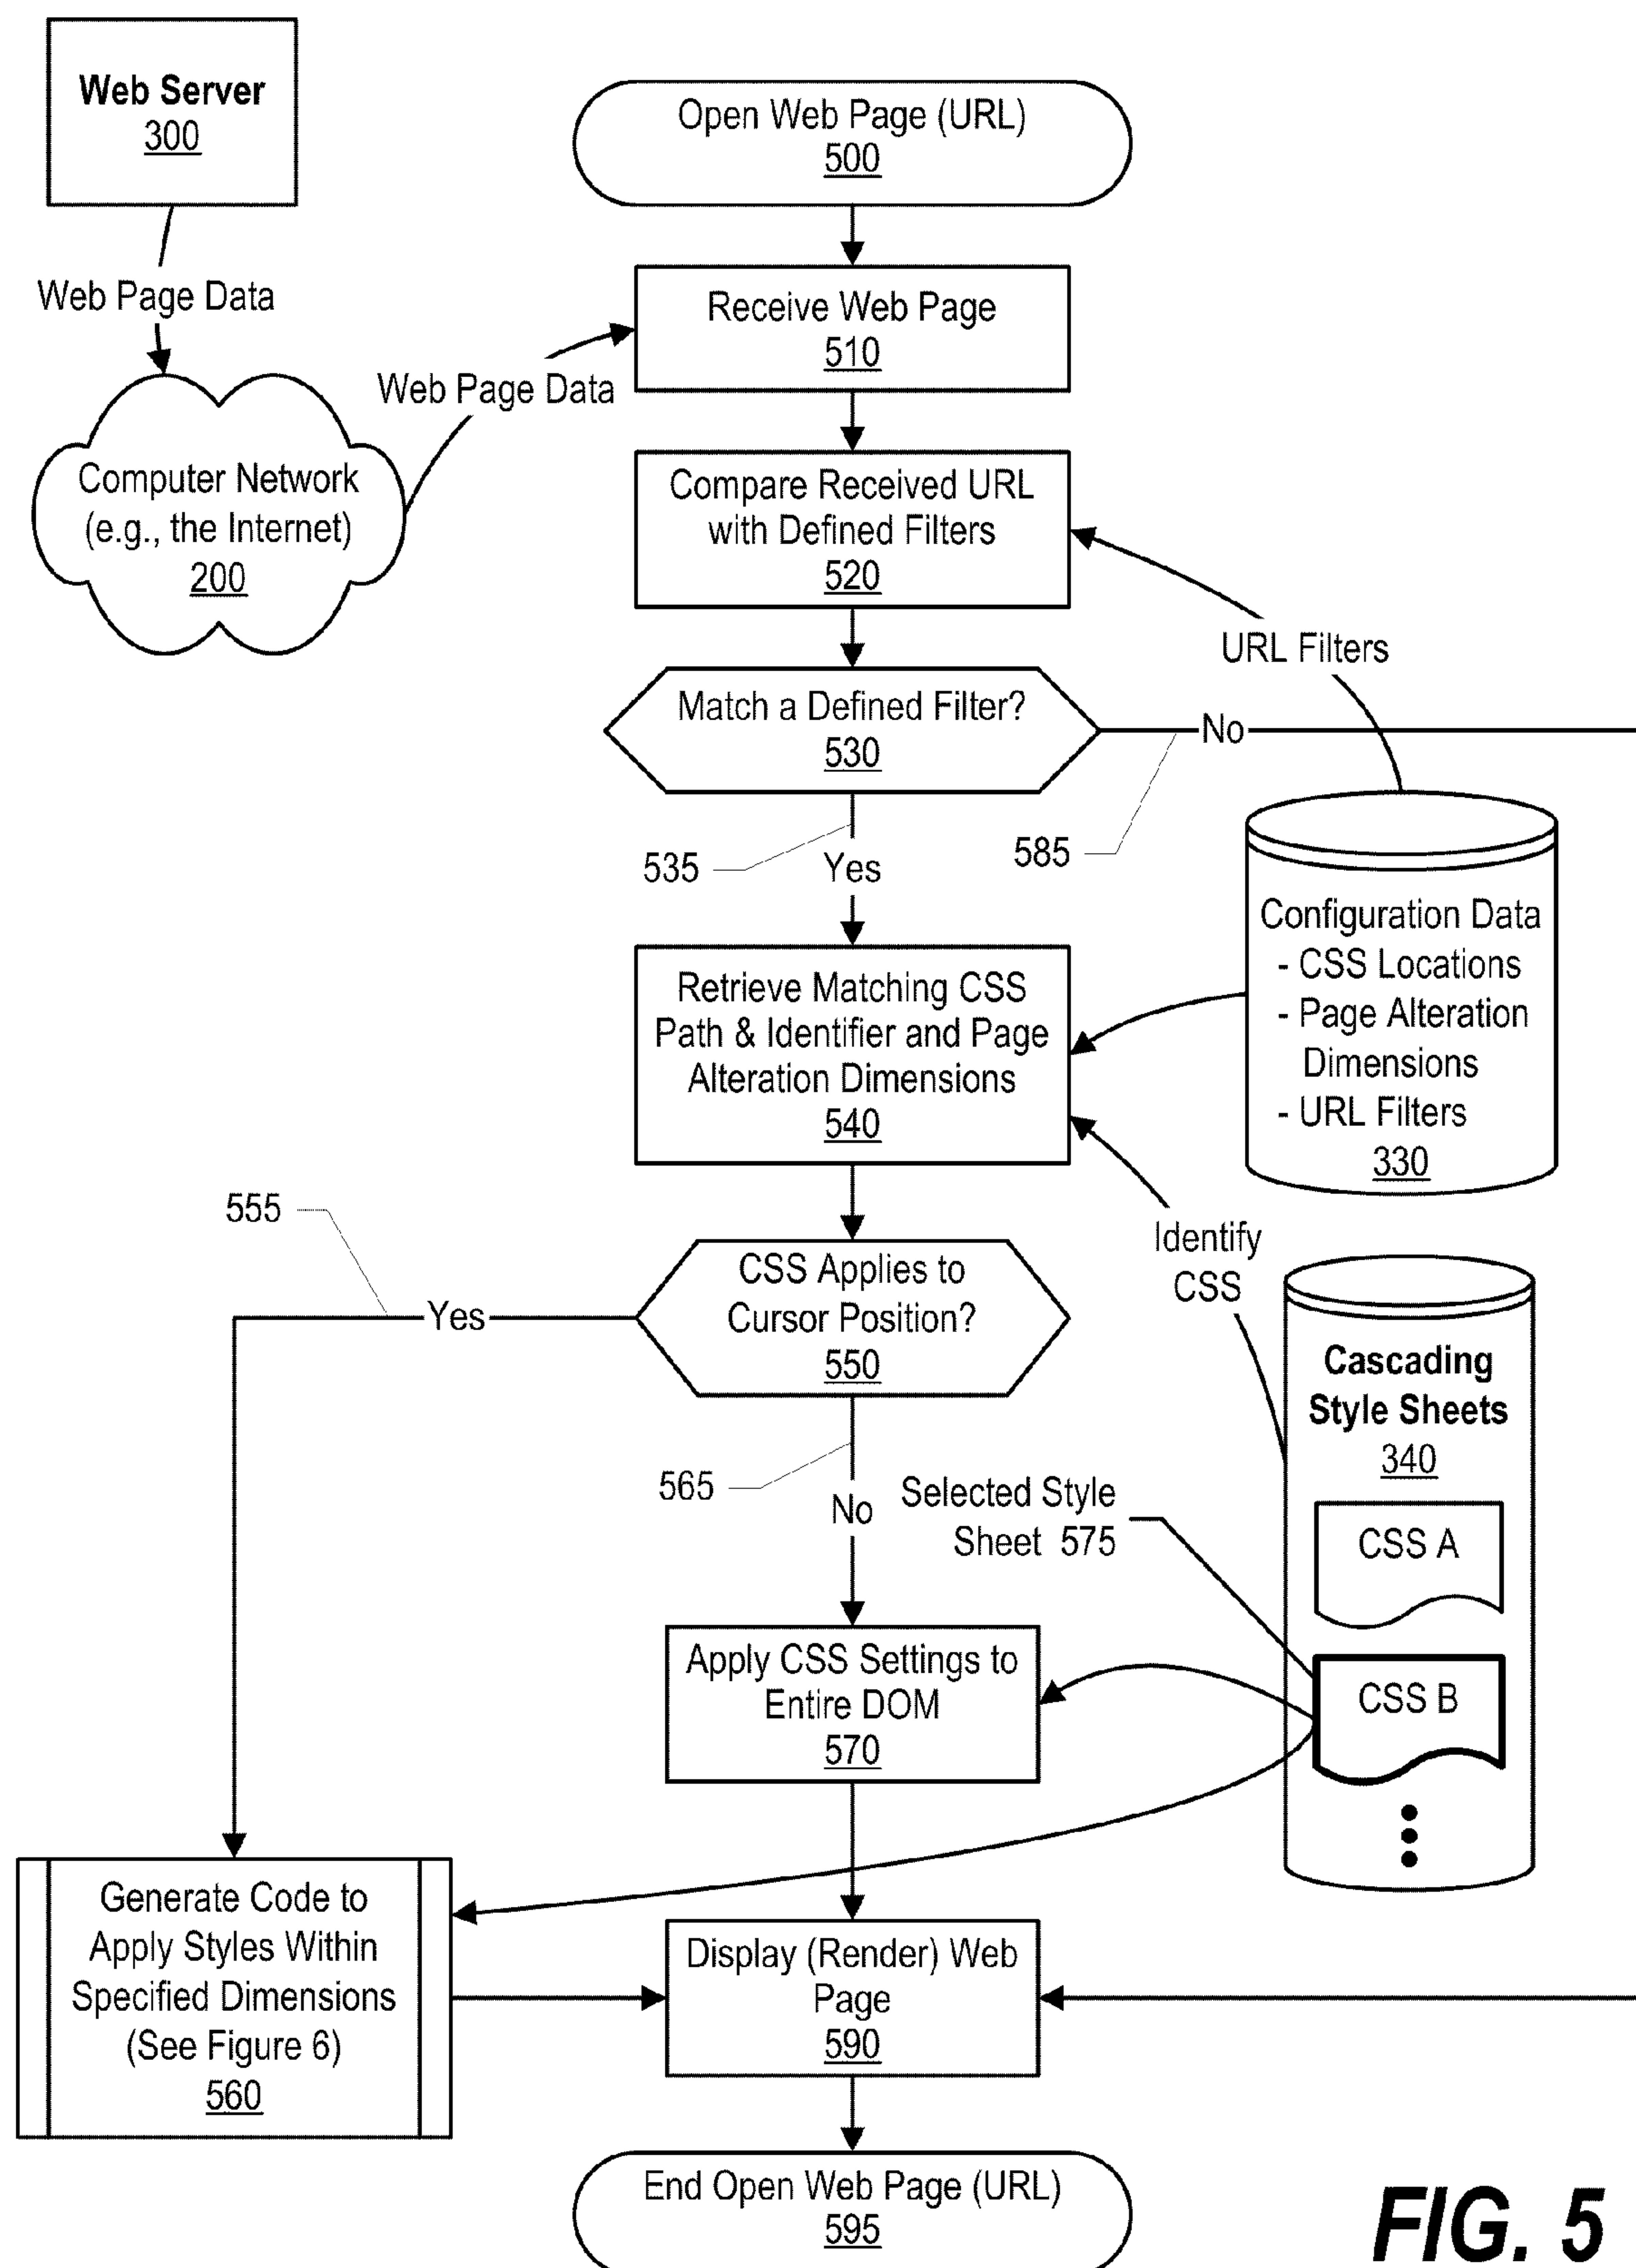 Web Server
300
Open Web Page (URL)
500
Web Page Data
Receive Web Page
510
Web Page Data
Computer Network
(e.g., the Internet)
200
Compare Received URL
with Defined Filters
520
URL Filters
Match a Defined Filter?
530
No
535
Yes
585
Configuration Data
- CSS Locations
- Page Alteration
Dimensions
- URL Filters
330
Retrieve Matching CSS
Path & Identifier and Page
Alteration Dimensions
540
555
Identify
CSS
CSS Applies to
Cursor Position?
550
Yes
Cascading
Style Sheets
340
565
No
Selected Style
Sheet 575
CSS A
Apply CSS Settings to
Entire DOM
570
CSS B
Generate Code to
Apply Styles Within
Specified Dimensions
(See Figure 6)
560
Display (Render) Web
Page
590
End Open Web Page (URL)
595
FIG. 5